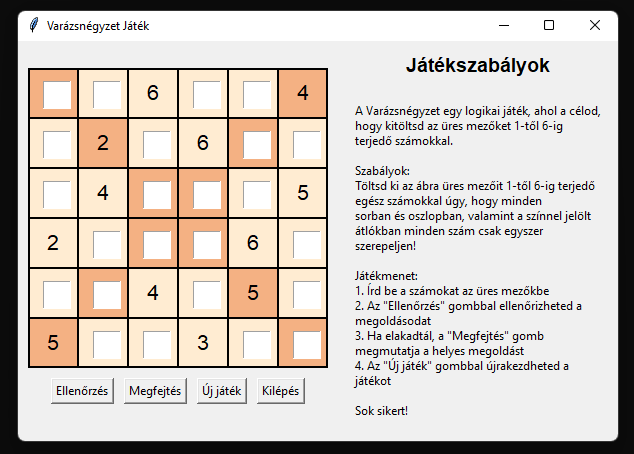 Varázsnégyzet Játék
Játékszabályok
6 4
2 6
4 5
2 6
4 5
5 3
Ellenőrzés Megfejtés Új játék Kilépés
A Varázsnégyzet egy logikai játék, ahol a célod,
hogy kitöltsd az üres mezőket 1-től 6-ig
terjedő számokkal.
Szabályok:
Töltsd ki az ábra üres mezőit 1-től 6-ig terjedő
egész számokkal úgy, hogy minden
sorban és oszlopban, valamint a színnel jelölt
átlókban minden szám csak egyszer
szerepeljen!
Játékmenet:
1. Írd be a számokat az üres mezőkbe
2. Az "Ellenőrzés" gombbal ellenőrizheted a
megoldásodat
3. Ha elakadtál, a "Megfejtés" gomb
megmutatja a helyes megoldást
4. Az "Új játék" gombbal újrakezdheted a
játékot
Sok sikert!